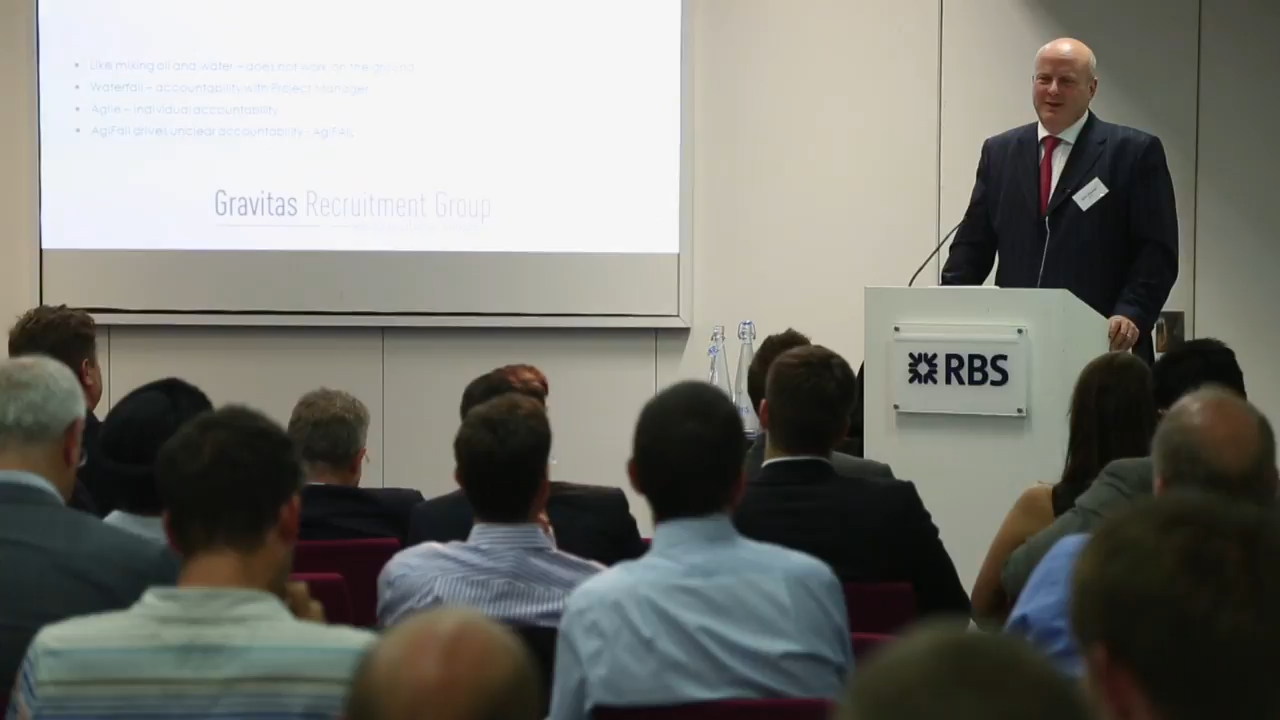 Like mixing oil and water – does not work on the ground
Waterfall – accountability with Project Manager
Agile – individual accountability
AgiFall drives unclear accountability - AgiFAIL
Gravitas Recruitment Group
RBS